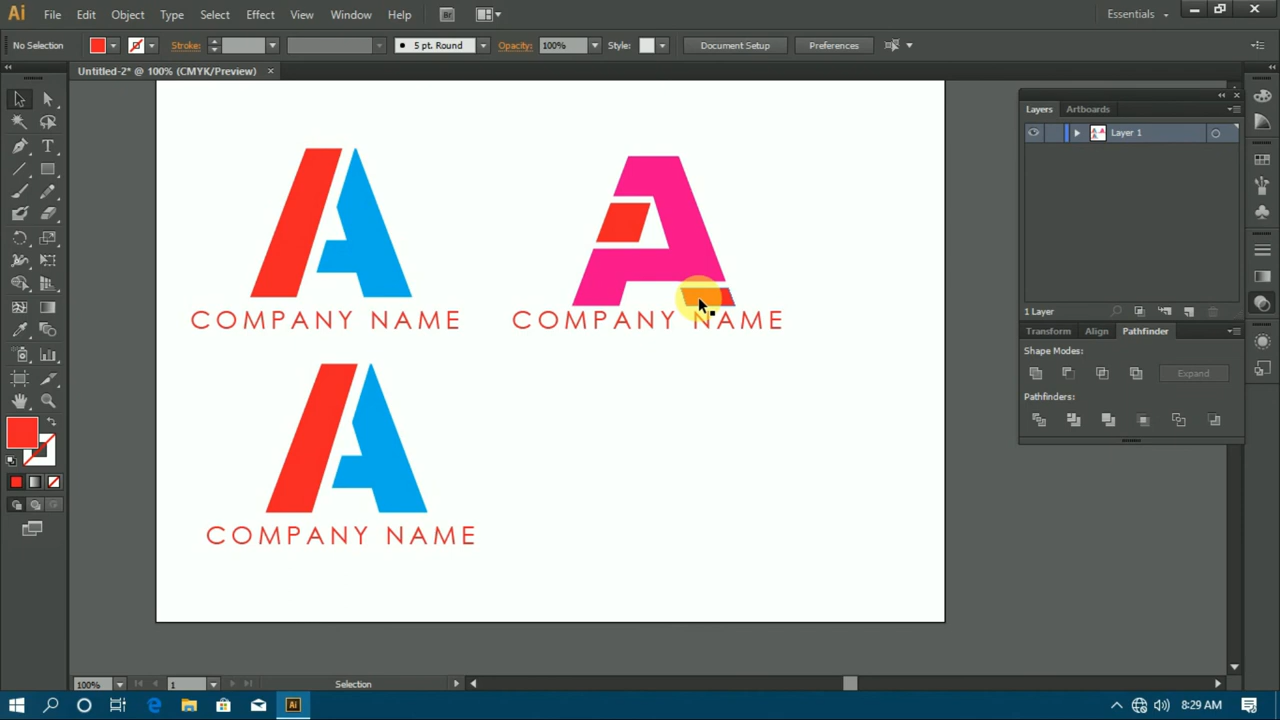 Ai File Edit Object Type Select Effect View Window Help Br Essentials
No Selection Stroke: 5 pt. Round Opacity: 100% Style: Document Setup Preferences
Untitled-2* @ 100% (CMYK/Preview) ×
Layers Artboards
Layer 1
COMPANY NAME
COMPANY NAME
1 Layer
Transform Align Pathfinder
Shape Modes:
Expand
Pathfinders:
COMPANY NAME
100% 1 Selection
Ai 8:29 AM